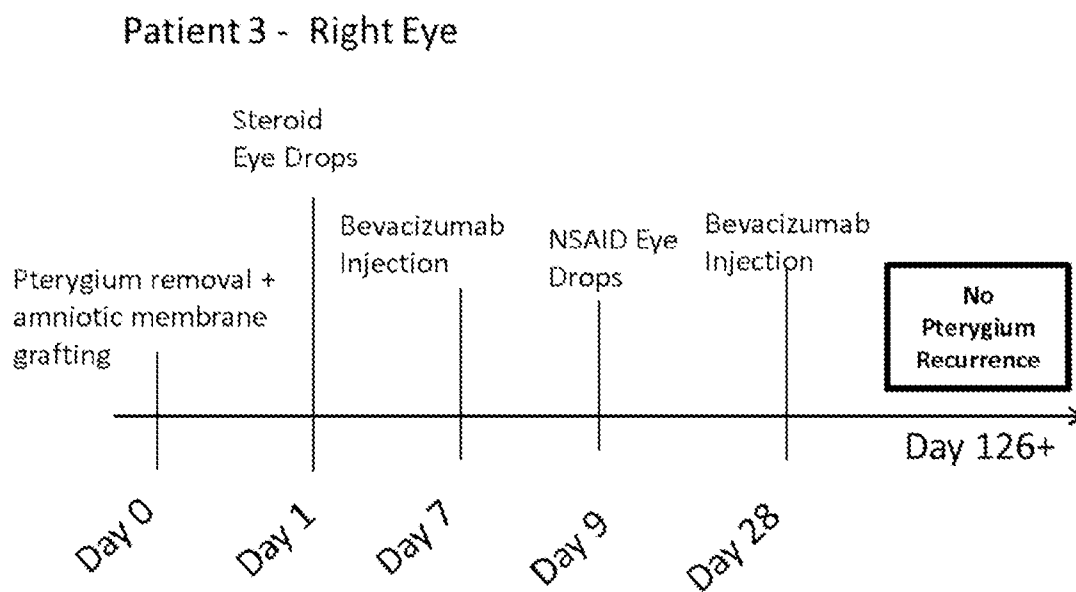 Patient 3 - Right Eye
Steroid
Eye Drops
Bevacizumab
Injection
NSAID Eye
Drops
Bevacizumab
Injection
Pterygium removal +
amniotic membrane
grafting
No
Pterygium
Recurrence
Day 126+
Day 0
Day 1
Day 7
Day 9
Day 28